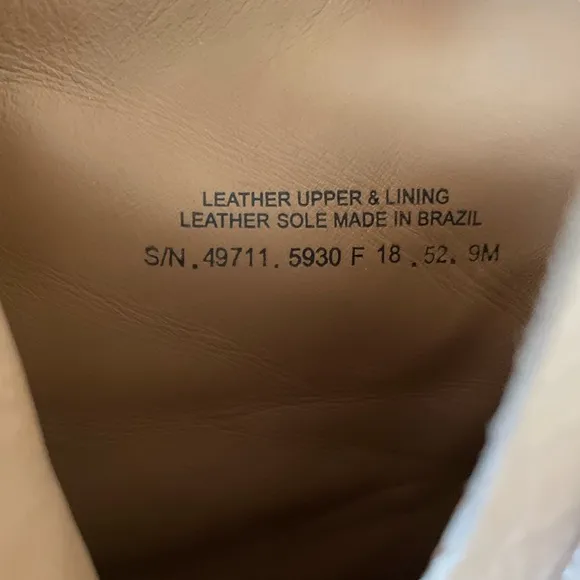 LEATHER UPPER & LINING
LEATHER SOLE MADE IN BRAZIL
S/N.49711.5930 F 18.52.9M